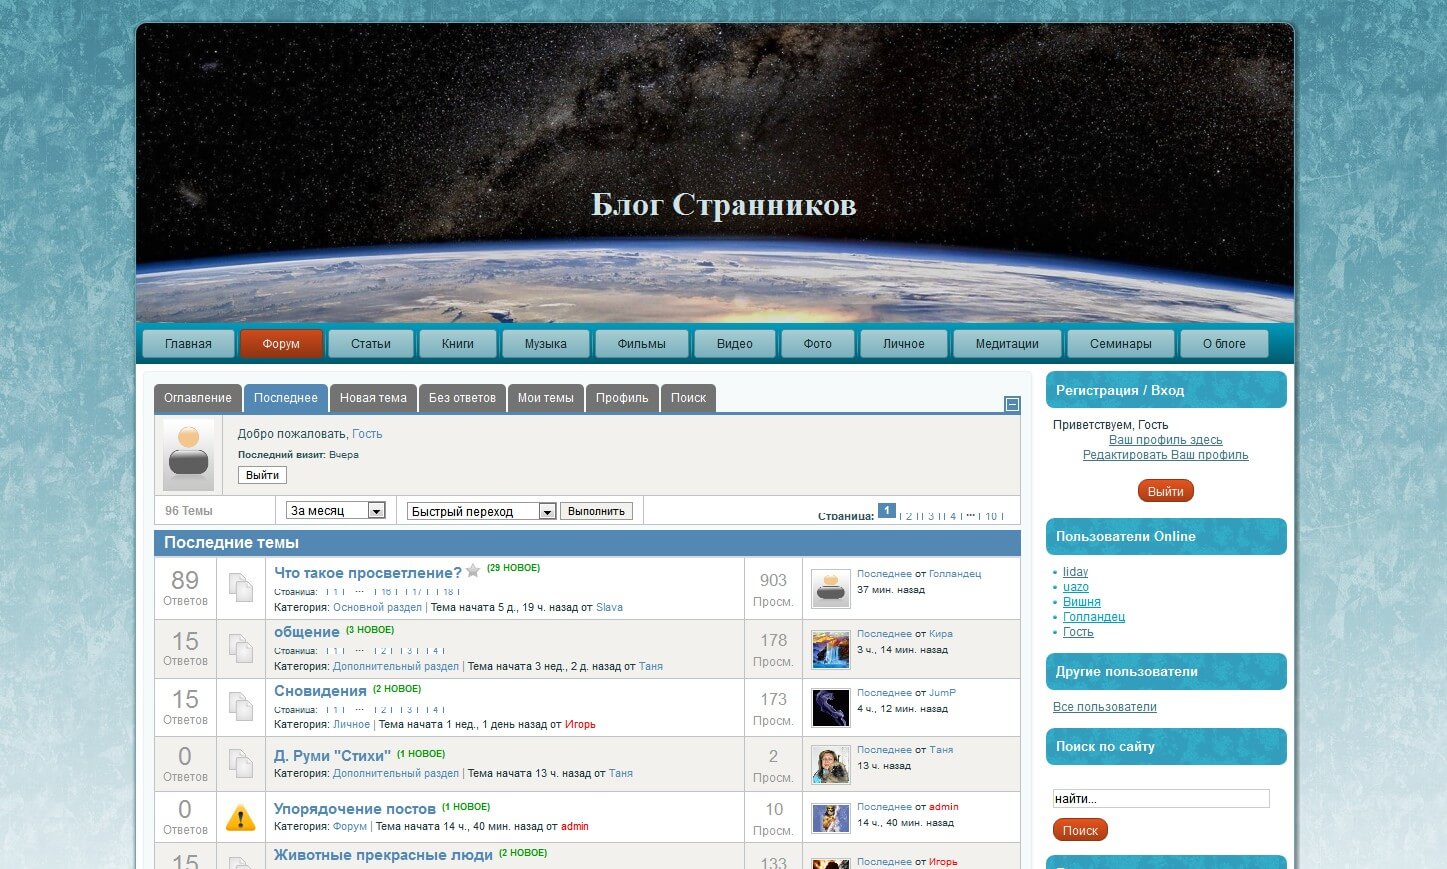 Блог Странников
Главная Форум Статьи Книги Музыка Фильмы Видео Фото Личное Медитации Семинары О блоге
Оглавление Последнее Новая тема Без ответов Мои темы Профиль Поиск
Добро пожаловать, Гость
Последний визит: Вчера
Выйти
96 Темы За месяц Быстрый переход Выполнить Страница: 1 2 3 4 ... 10
Последние темы
89 Ответов
Что такое просветление? (29 НОВОЕ)
Страница: 1 ... 16 17 18
Категория: Основной раздел | Тема начата 5 д., 19 ч. назад от Slava
903 Просм.
Последнее от Голландец
37 мин. назад
15 Ответов
общение (3 НОВОЕ)
Страница: 1 ... 2 3 4
Категория: Дополнительный раздел | Тема начата 3 нед., 2 д. назад от Таня
178 Просм.
Последнее от Кира
3 ч., 14 мин. назад
15 Ответов
Сновидения (2 НОВОЕ)
Страница: 1 ... 2 3 4
Категория: Личное | Тема начата 1 нед., 1 день назад от Игорь
173 Просм.
Последнее от JumP
4 ч., 12 мин. назад
0 Ответов
Д. Руми "Стихи" (1 НОВОЕ)
Категория: Дополнительный раздел | Тема начата 13 ч. назад от Таня
2 Просм.
Последнее от Таня
13 ч. назад
0 Ответов
Упорядочение постов (1 НОВОЕ)
Категория: Форум | Тема начата 14 ч., 40 мин. назад от admin
10 Просм.
Последнее от admin
14 ч., 40 мин. назад
15
Животные прекрасные люди (2 НОВОЕ)
133
Последнее от Игорь
Регистрация / Вход
Приветствуем, Гость
Ваш профиль здесь
Редактировать Ваш профиль
Выйти
Пользователи Online
liday
uazo
Вишня
Голландец
Гость
Другие пользователи
Все пользователи
Поиск по сайту
найти...
Поиск